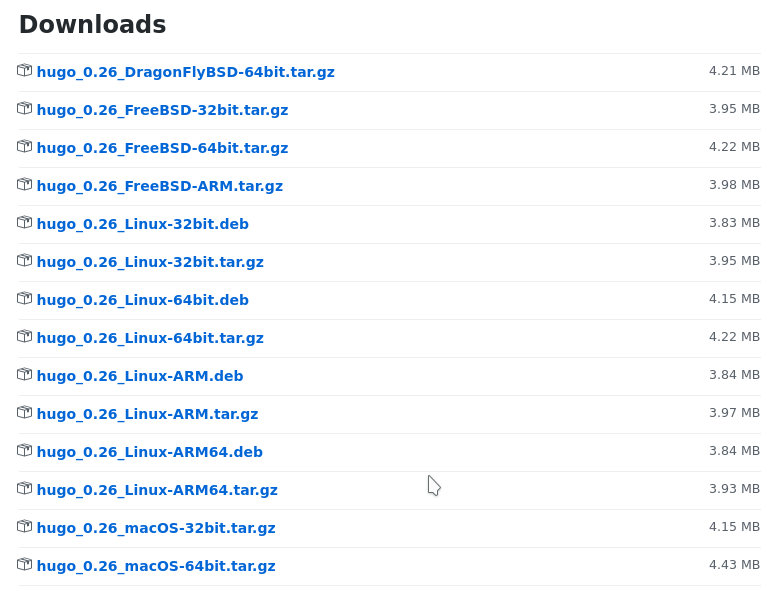 Downloads
hugo_0.26_DragonFlyBSD-64bit.tar.gz 4.21 MB
hugo_0.26_FreeBSD-32bit.tar.gz 3.95 MB
hugo_0.26_FreeBSD-64bit.tar.gz 4.22 MB
hugo_0.26_FreeBSD-ARM.tar.gz 3.98 MB
hugo_0.26_Linux-32bit.deb 3.83 MB
hugo_0.26_Linux-32bit.tar.gz 3.95 MB
hugo_0.26_Linux-64bit.deb 4.15 MB
hugo_0.26_Linux-64bit.tar.gz 4.22 MB
hugo_0.26_Linux-ARM.deb 3.84 MB
hugo_0.26_Linux-ARM.tar.gz 3.97 MB
hugo_0.26_Linux-ARM64.deb 3.84 MB
hugo_0.26_Linux-ARM64.tar.gz 3.93 MB
hugo_0.26_macOS-32bit.tar.gz 4.15 MB
hugo_0.26_macOS-64bit.tar.gz 4.43 MB